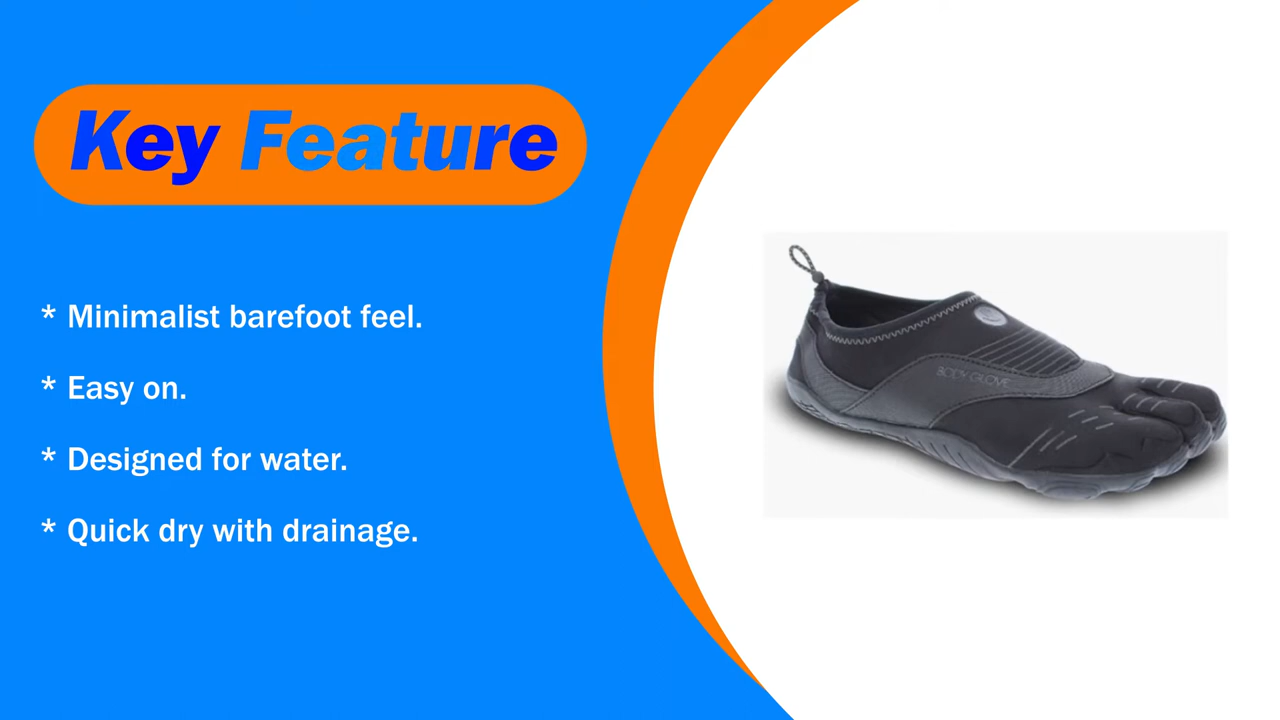 Key Feature
* Minimalist barefoot feel.
* Easy on.
* Designed for water.
* Quick dry with drainage.
BODY GLOVE